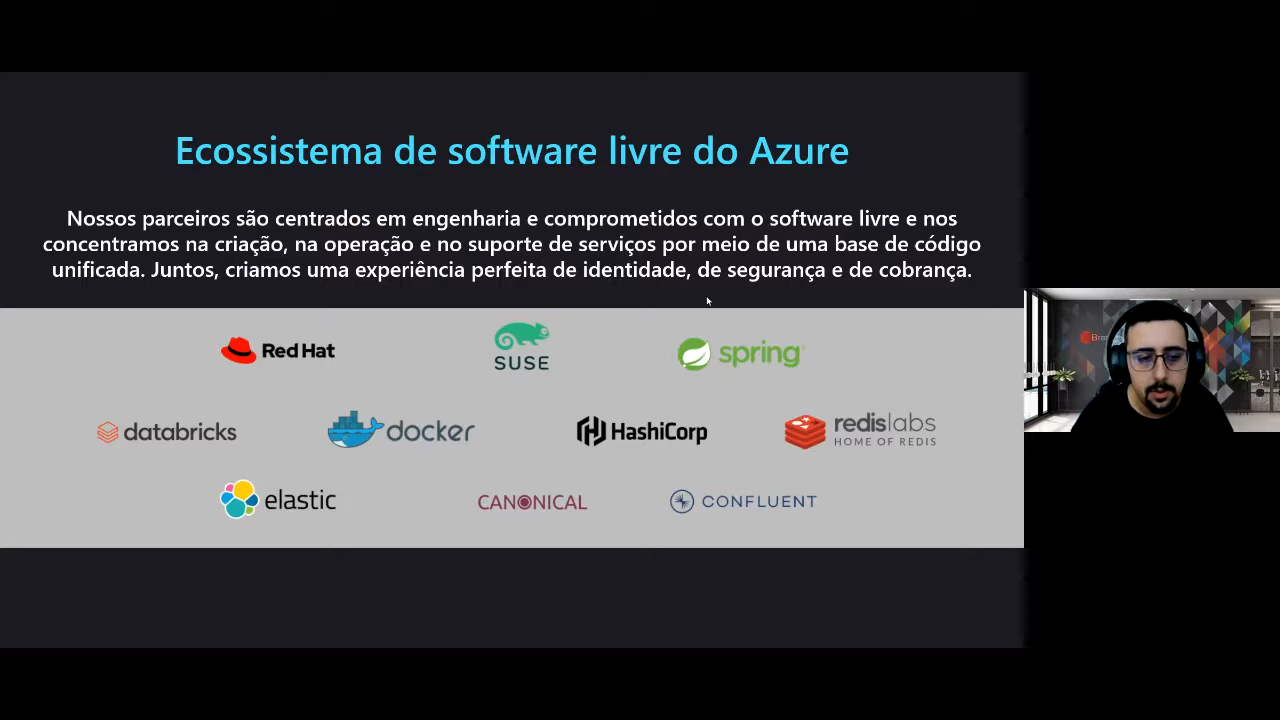 Ecossistema de software livre do Azure
Nossos parceiros são centrados em engenharia e comprometidos com o software livre e nos
concentramos na criação, na operação e no suporte de serviços por meio de uma base de código
unificada. Juntos, criamos uma experiência perfeita de identidade, de segurança e de cobrança.
Red Hat
SUSE
spring
databricks
docker
HashiCorp
redislabs
HOME OF REDIS
elastic
CANONICAL
CONFLUENT